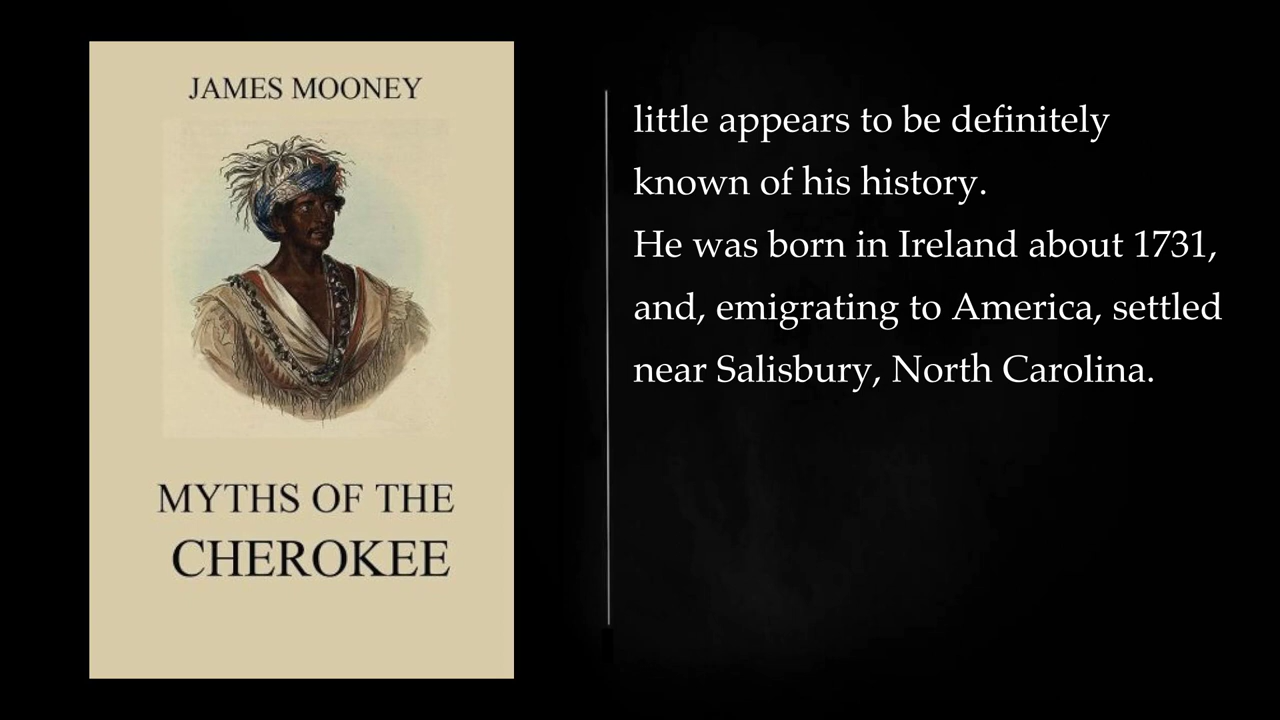 JAMES MOONEY
MYTHS OF THE
CHEROKEE
little appears to be definitely
known of his history.
He was born in Ireland about 1731,
and, emigrating to America, settled
near Salisbury, North Carolina.